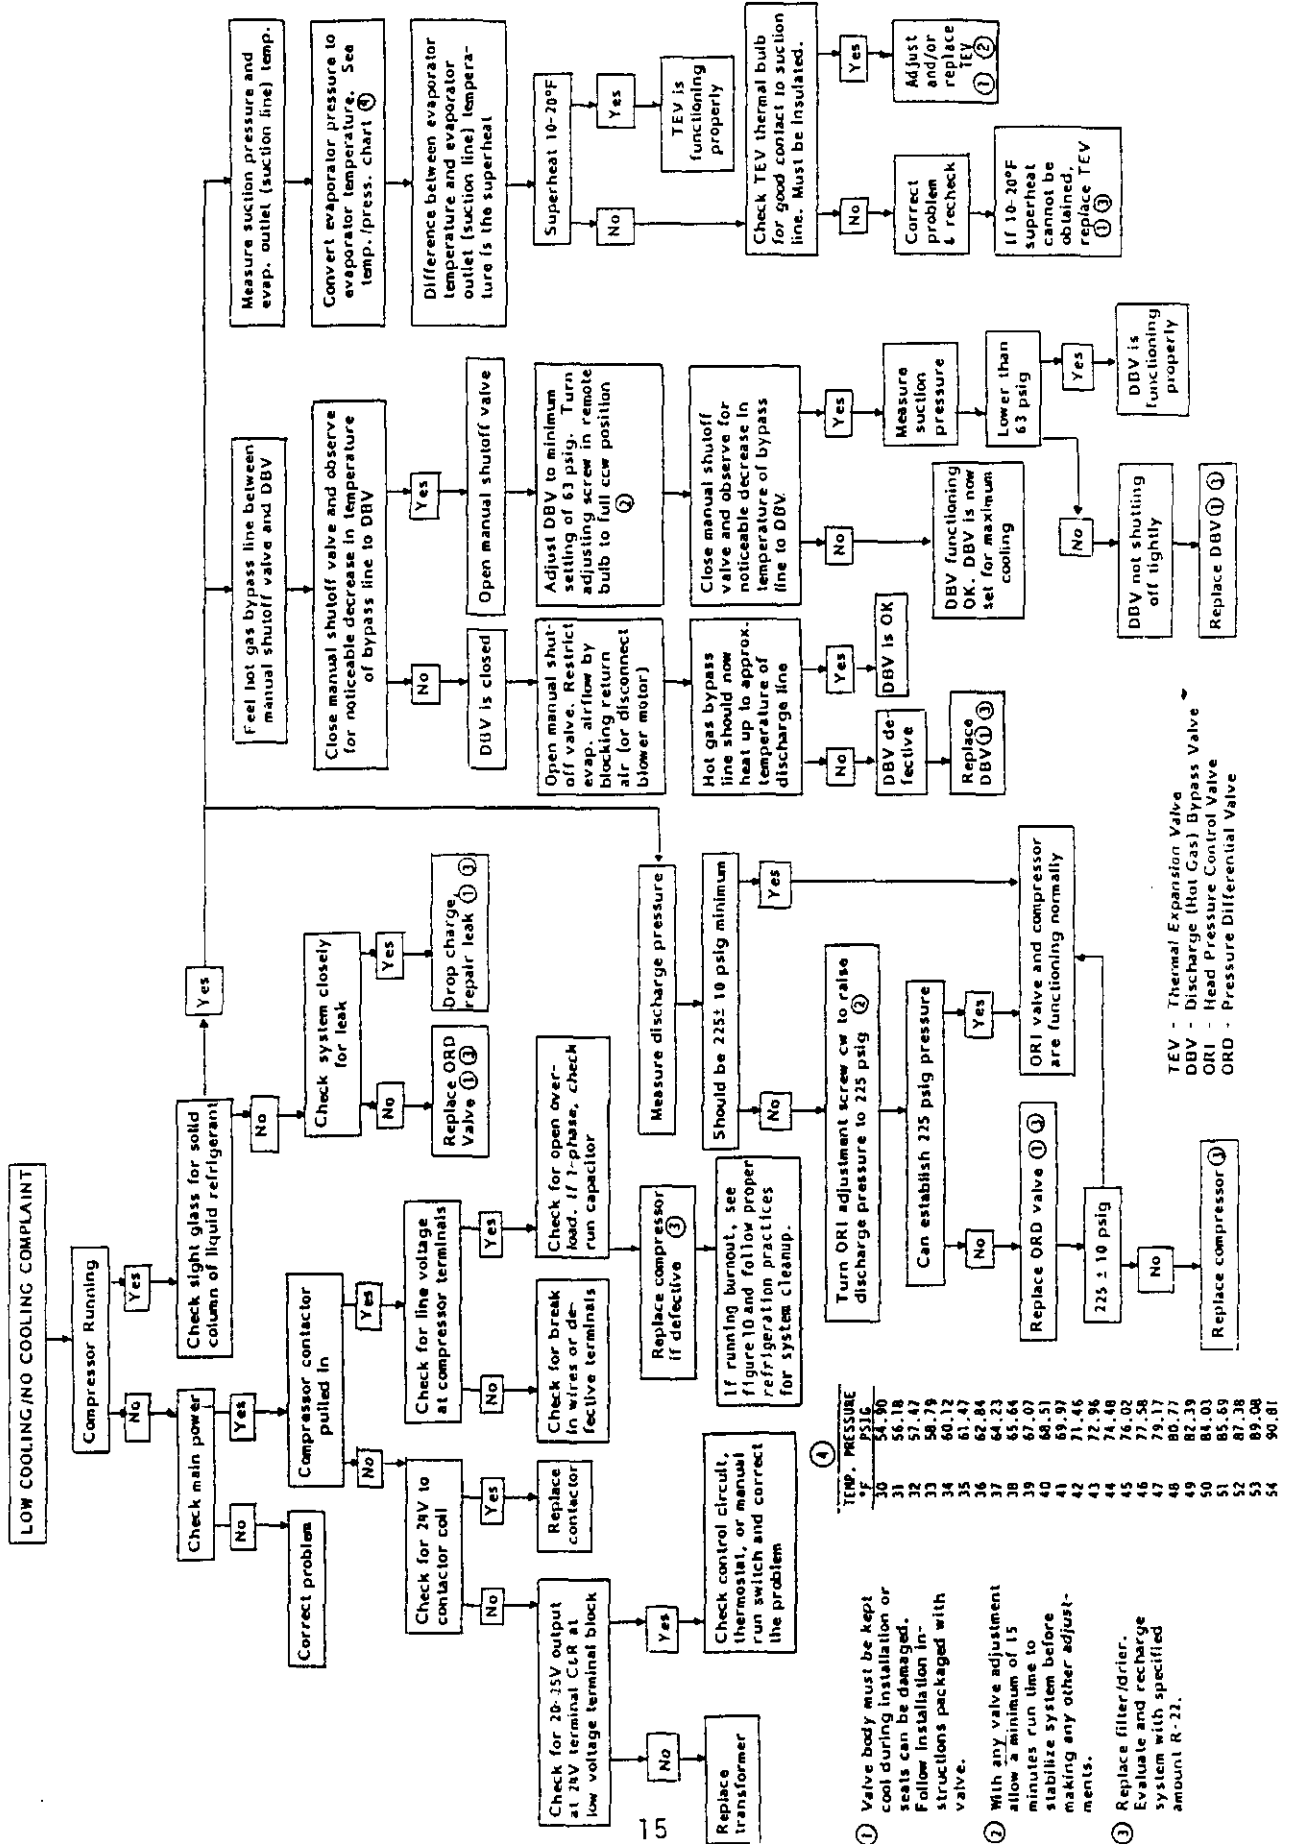 LOW COOLING/NO COOLING COMPLAINT
Compressor Running
No
Yes
Check main power
No
Yes
Correct problem
Compressor contactor
pulled in
No
Yes
Check for 24V to
contactor coil
No
Yes
Replace
contactor
Check for 20-25V output
at 24V terminal C&R at
low voltage terminal block
No
Yes
Replace
transformer
Check control circuit,
thermostat, or manual
run switch and correct
the problem
Check for line voltage
at compressor terminals
No
Yes
Check for break
in wires or de-
fective terminals
Check for open over-
load. If 1-phase, check
run capacitor
Replace compressor
if defective ③
If running burnout, see
figure 10 and follow proper
refrigeration practices
for system cleanup.
Check sight glass for solid
column of liquid refrigerant
No
Yes
Check system closely
for leak
No
Yes
Replace ORD
Valve ① ③
Drop charge,
repair leak ① ③
Measure discharge pressure
Should be 225± 10 psig minimum
No
Yes
Turn ORI adjustment screw cw to raise
discharge pressure to 225 psig ②
Can establish 225 psig pressure
No
Yes
Replace ORD valve ① ③
ORI valve and compressor
are functioning normally
225 ± 10 psig
No
Replace compressor ③
Feel hot gas bypass line between
manual shutoff valve and DBV
Close manual shutoff valve and observe
for noticeable decrease in temperature
of bypass line to DBV
No
Yes
DBV is closed
Open manual shutoff valve
Open manual shut-
off valve. Restrict
evap. airflow by
blocking return
air (or disconnect
blower motor)
Hot gas bypass
line should now
heat up to approx.
temperature of
discharge line
No
Yes
DBV de-
fective
DBV is OK
Replace
DBV ① ③
Adjust DBV to minimum
setting of 63 psig. Turn
adjusting screw in remote
bulb to full ccw position
②
Close manual shutoff
valve and observe for
noticeable decrease in
temperature of bypass
line to DBV.
No
Yes
DBV functioning
OK. DBV is now
set for maximum
cooling
Measure
suction
pressure
Lower than
63 psig
No
Yes
DBV not shutting
off tightly
DBV is
functioning
properly
Replace DBV ① ③
Measure suction pressure and
evap. outlet (suction line) temp.
Convert evaporator pressure to
evaporator temperature. See
temp./press. chart ④
Difference between evaporator
temperature and evaporator
outlet (suction line) tempera-
ture is the superheat
Superheat 10-20°F
No
Yes
TEV is
functioning
properly
Check TEV thermal bulb
for good contact to suction
line. Must be insulated.
No
Yes
Correct
problem
& recheck
Adjust
and/or
replace
TEV
① ②
If 10-20°F
superheat
cannot be
obtained,
replace TEV
① ③
① Valve body must be kept
cool during installation or
seats can be damaged.
Follow installation in-
structions packaged with
valve.
② With any valve adjustment
allow a minimum of 15
minutes run time to
stabilize system before
making any other adjust-
ments.
③ Replace filter/drier.
Evaluate and recharge
system with specified
amount R-22.
④
TEMP. PRESSURE
°F PSIG
30 54.90
31 56.18
32 57.47
33 58.79
34 60.12
35 61.47
36 62.84
37 64.23
38 65.64
39 67.07
40 68.51
41 69.97
42 71.46
43 72.96
44 74.48
45 76.02
46 77.58
47 79.17
48 80.77
49 82.39
50 84.03
51 85.69
52 87.38
53 89.08
54 90.81
TEV - Thermal Expansion Valve
DBV - Discharge (Hot Gas) Bypass Valve
ORI - Head Pressure Control Valve
ORD - Pressure Differential Valve
15